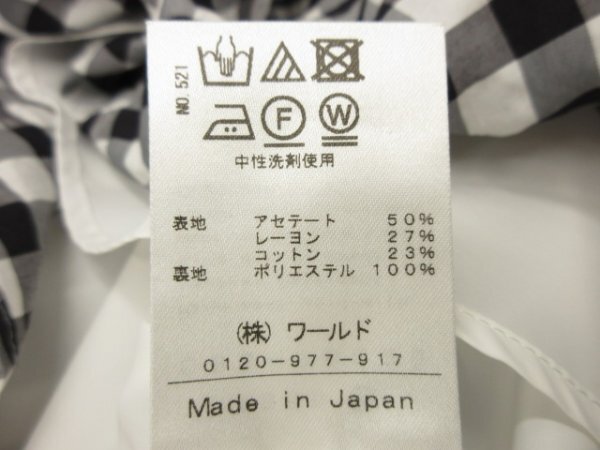 NO.521
F
W
中性洗剤使用
表地 アセテート 50%
レーヨン 27%
コットン 23%
裏地 ポリエステル 100%
(株) ワールド
0120-977-917
Made in Japan